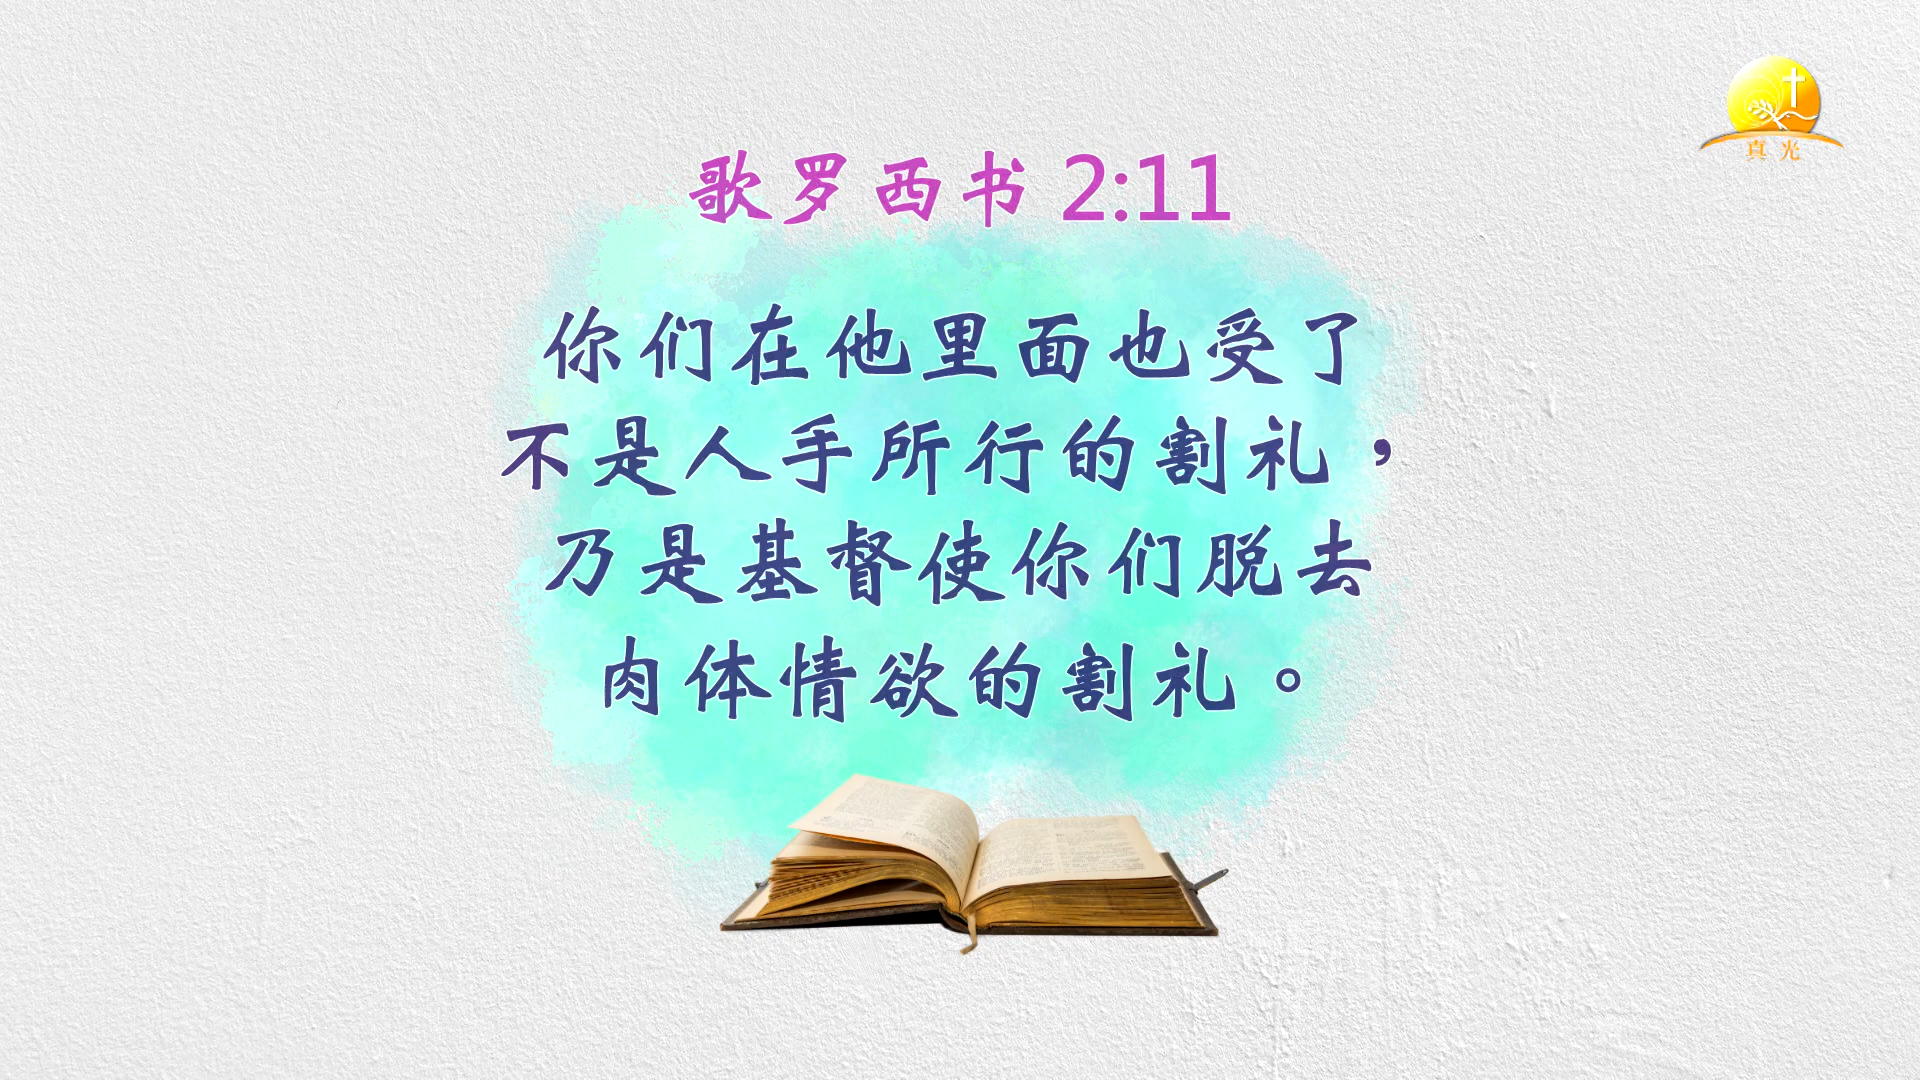 真光
歌罗西书 2:11
你们在他里面也受了
不是人手所行的割礼，
乃是基督使你们脱去
肉体情欲的割礼。